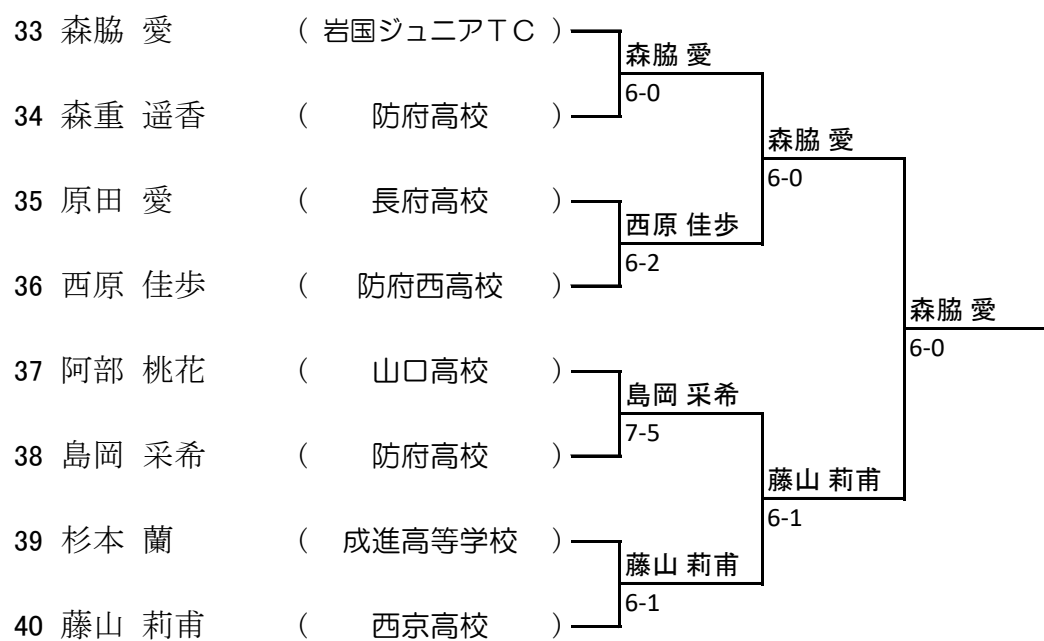 33 森脇 愛 ( 岩国ジュニアTC )
34 森重 遥香 ( 防府高校 )
35 原田 愛 ( 長府高校 )
36 西原 佳歩 ( 防府西高校 )
37 阿部 桃花 ( 山口高校 )
38 島岡 采希 ( 防府高校 )
39 杉本 蘭 ( 成進高等学校 )
40 藤山 莉甫 ( 西京高校 )
森脇 愛
6-0
西原 佳歩
6-2
島岡 采希
7-5
藤山 莉甫
6-1
森脇 愛
6-0
藤山 莉甫
6-1
森脇 愛
6-0